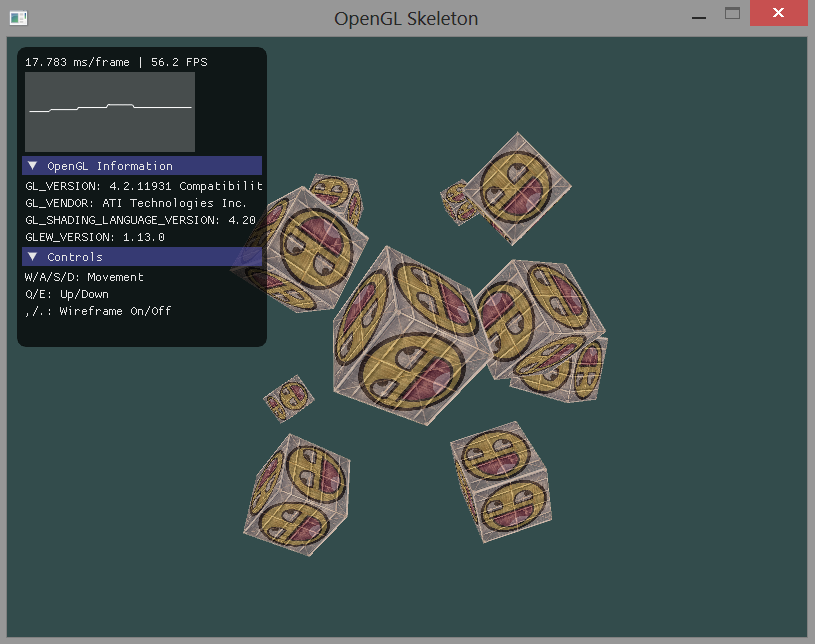 OpenGL Skeleton
17.783 ms/frame | 56.2 FPS
OpenGL Information
GL_VERSION: 4.2.11931 Compatibilit
GL_VENDOR: ATI Technologies Inc.
GL_SHADING_LANGUAGE_VERSION: 4.20
GLEW_VERSION: 1.13.0
Controls
W/A/S/D: Movement
Q/E: Up/Down
,/.: Wireframe On/Off